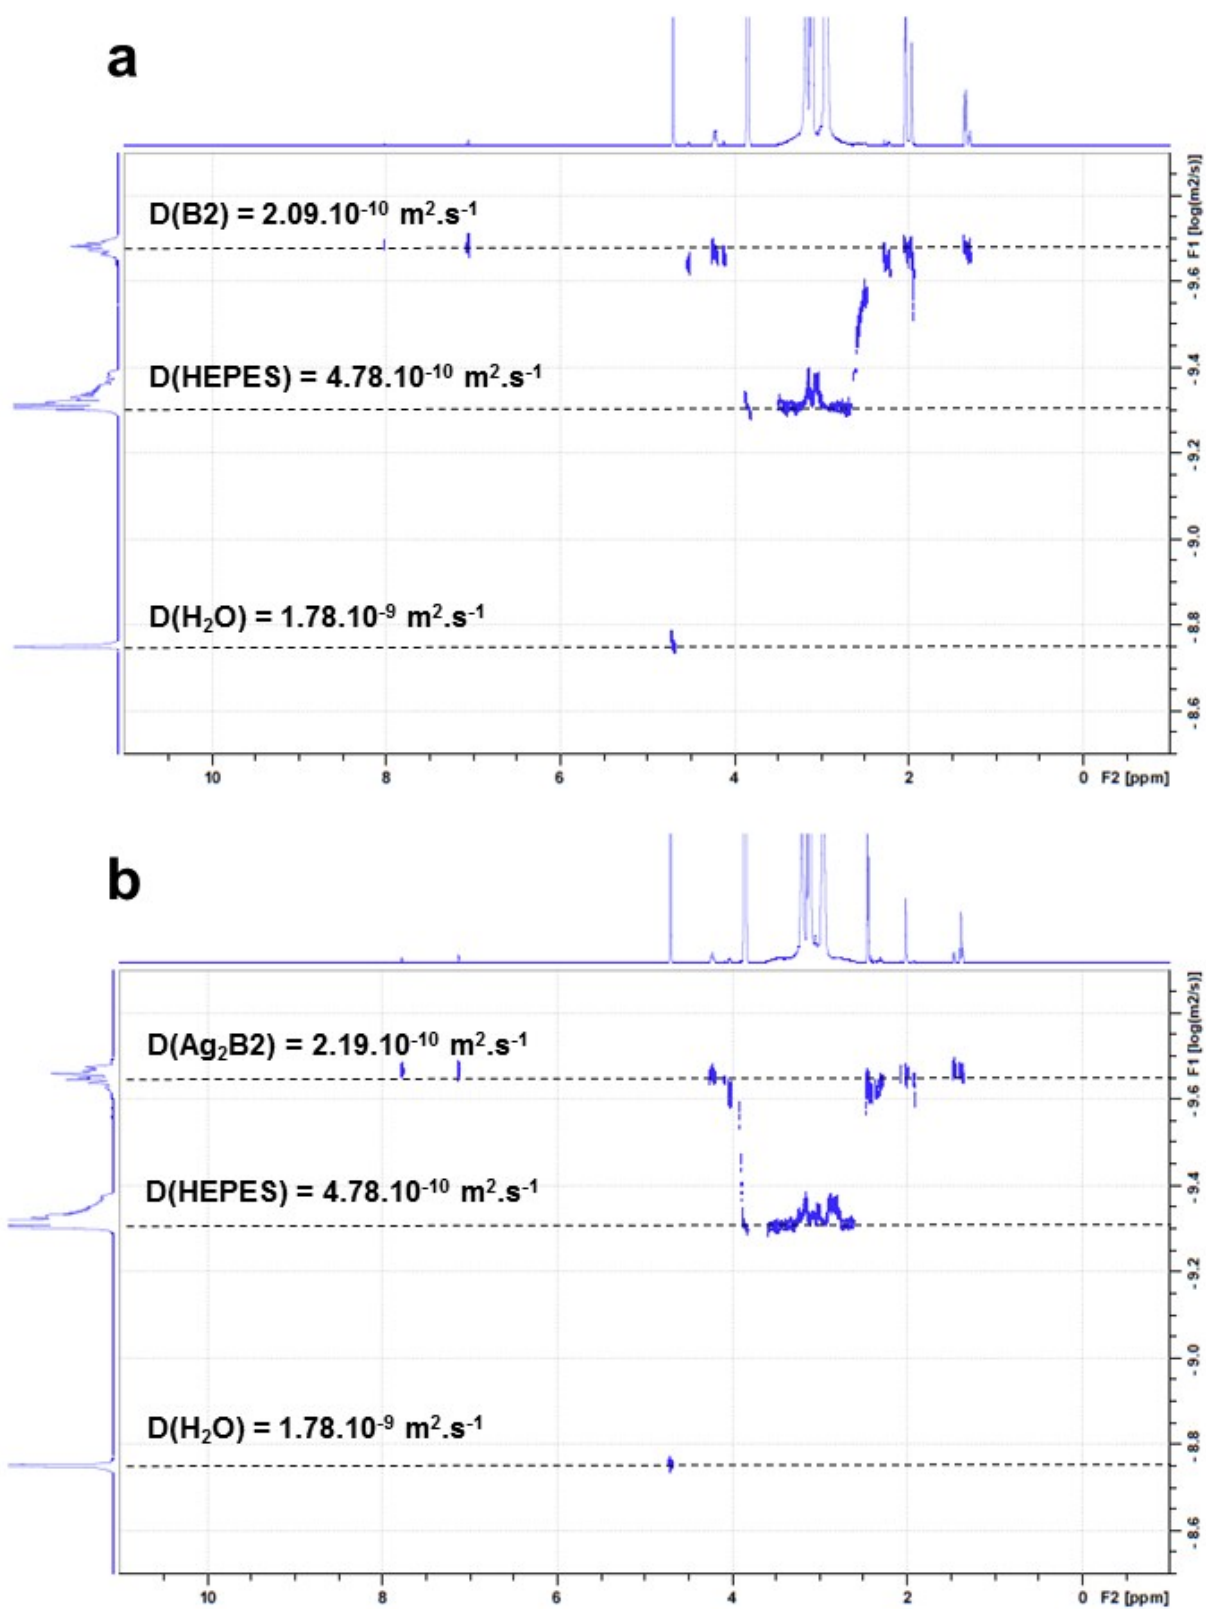 a
D(B2) = 2.09.10⁻¹⁰ m².s⁻¹
D(HEPES) = 4.78.10⁻¹⁰ m².s⁻¹
D(H₂O) = 1.78.10⁻⁹ m².s⁻¹
F1 [log(m2/s)]
-9.6
-9.4
-9.2
-9.0
-8.8
-8.6
10 8 6 4 2 0 F2 [ppm]
b
D(Ag₂B2) = 2.19.10⁻¹⁰ m².s⁻¹
D(HEPES) = 4.78.10⁻¹⁰ m².s⁻¹
D(H₂O) = 1.78.10⁻⁹ m².s⁻¹
F1 [log(m2/s)]
-9.6
-9.4
-9.2
-9.0
-8.8
-8.6
10 8 6 4 2 0 F2 [ppm]